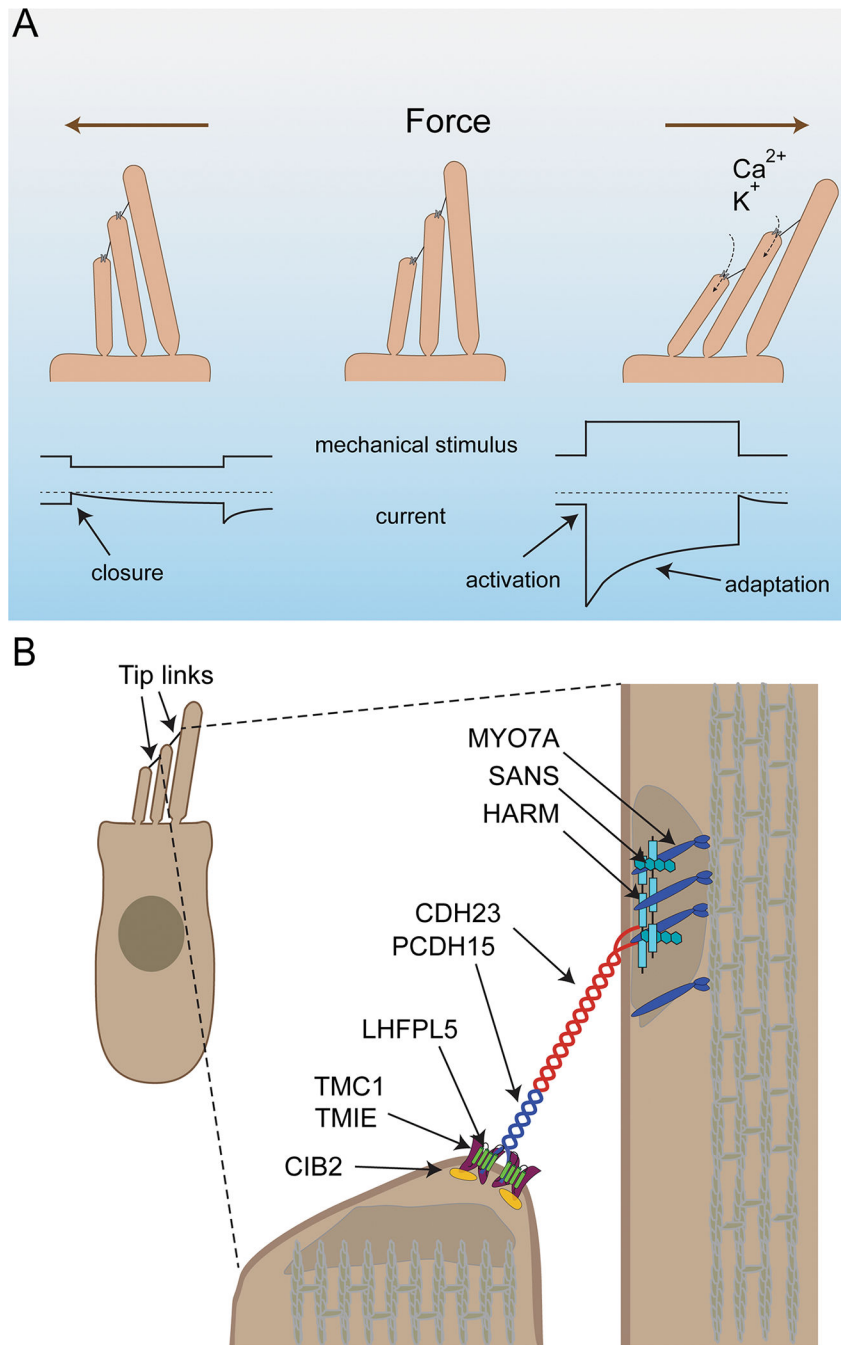 A
Force
Ca2+
K+
mechanical stimulus
current
closure
activation
adaptation
B
Tip links
MYO7A
SANS
HARM
CDH23
PCDH15
LHFPL5
TMC1
TMIE
CIB2